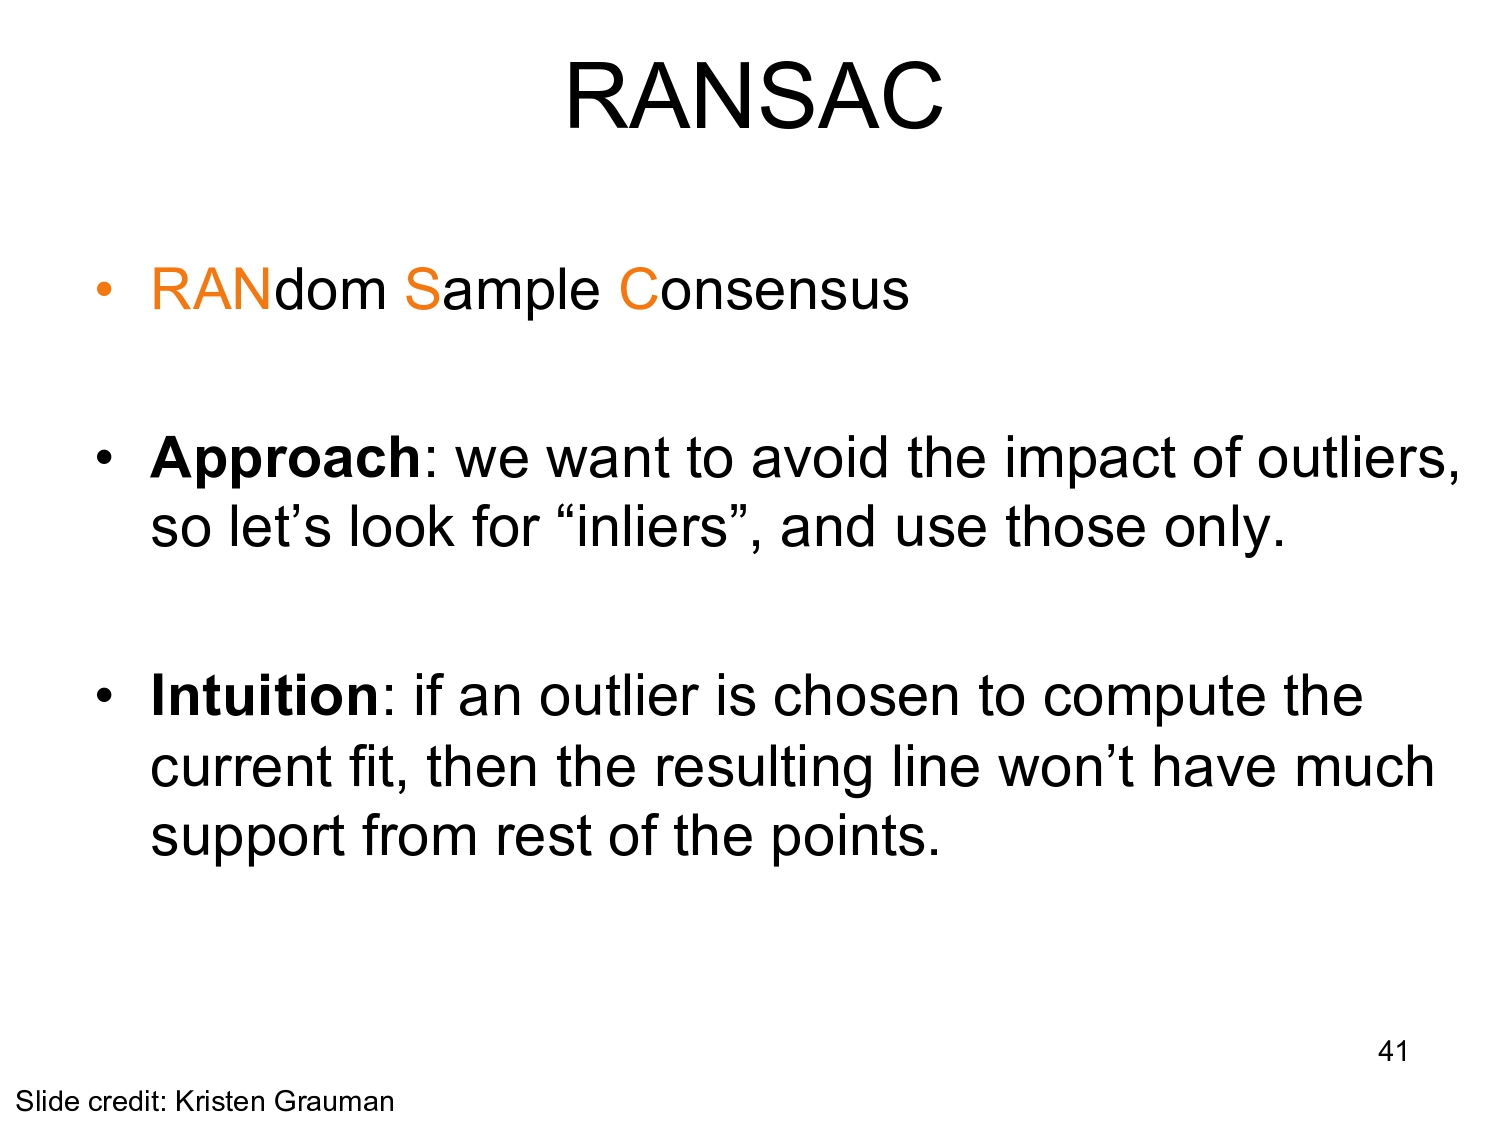 RANSAC
• RANdom Sample Consensus
• Approach: we want to avoid the impact of outliers,
so let’s look for “inliers”, and use those only.
• Intuition: if an outlier is chosen to compute the
current fit, then the resulting line won’t have much
support from rest of the points.
41
Slide credit: Kristen Grauman